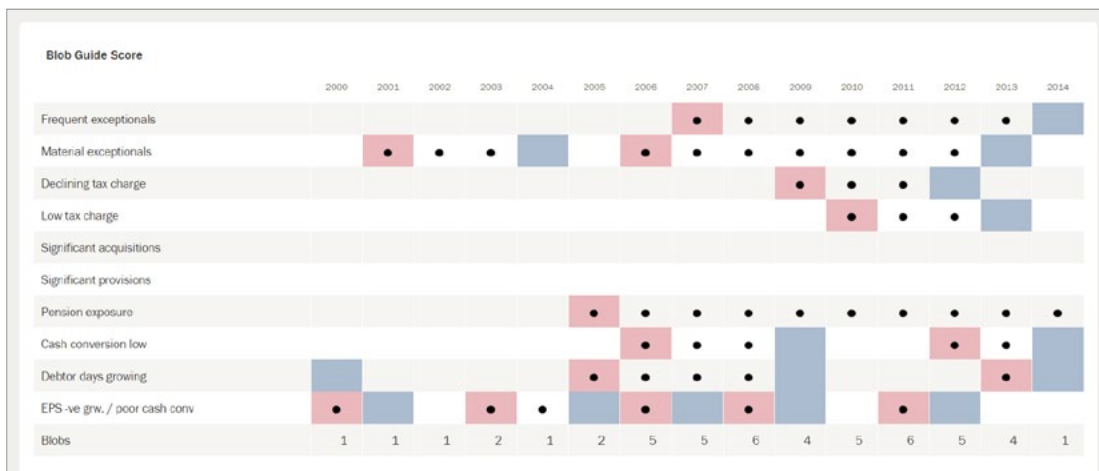 Blob Guide Score
2000 2001 2002 2003 2004 2005 2006 2007 2008 2009 2010 2011 2012 2013 2014
Frequent exceptionals
Material exceptionals
Declining tax charge
Low tax charge
Significant acquisitions
Significant provisions
Pension exposure
Cash conversion low
Debtor days growing
EPS -ve grw. / poor cash conv
Blobs 1 1 1 2 1 2 5 5 6 4 5 6 5 4 1